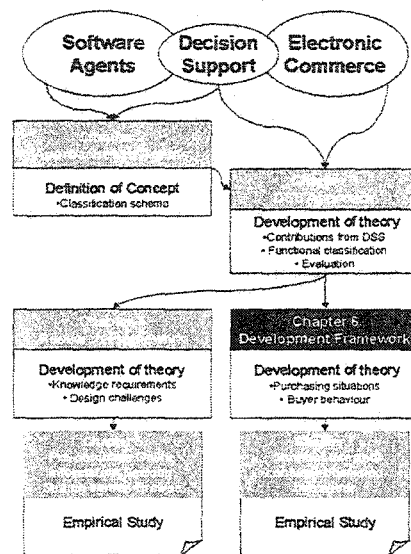 Software
Agents
Decision
Support
Electronic
Commerce
Definition of Concept
•Classification schema
Development of theory
•Contributions from DSS
•Functional classification
•Evaluation
Development of theory
•Knowledge requirements
•Design challenges
Chapter 6
Development Framework
Development of theory
•Purchasing situations
•Buyer behaviour
Empirical Study
Empirical Study